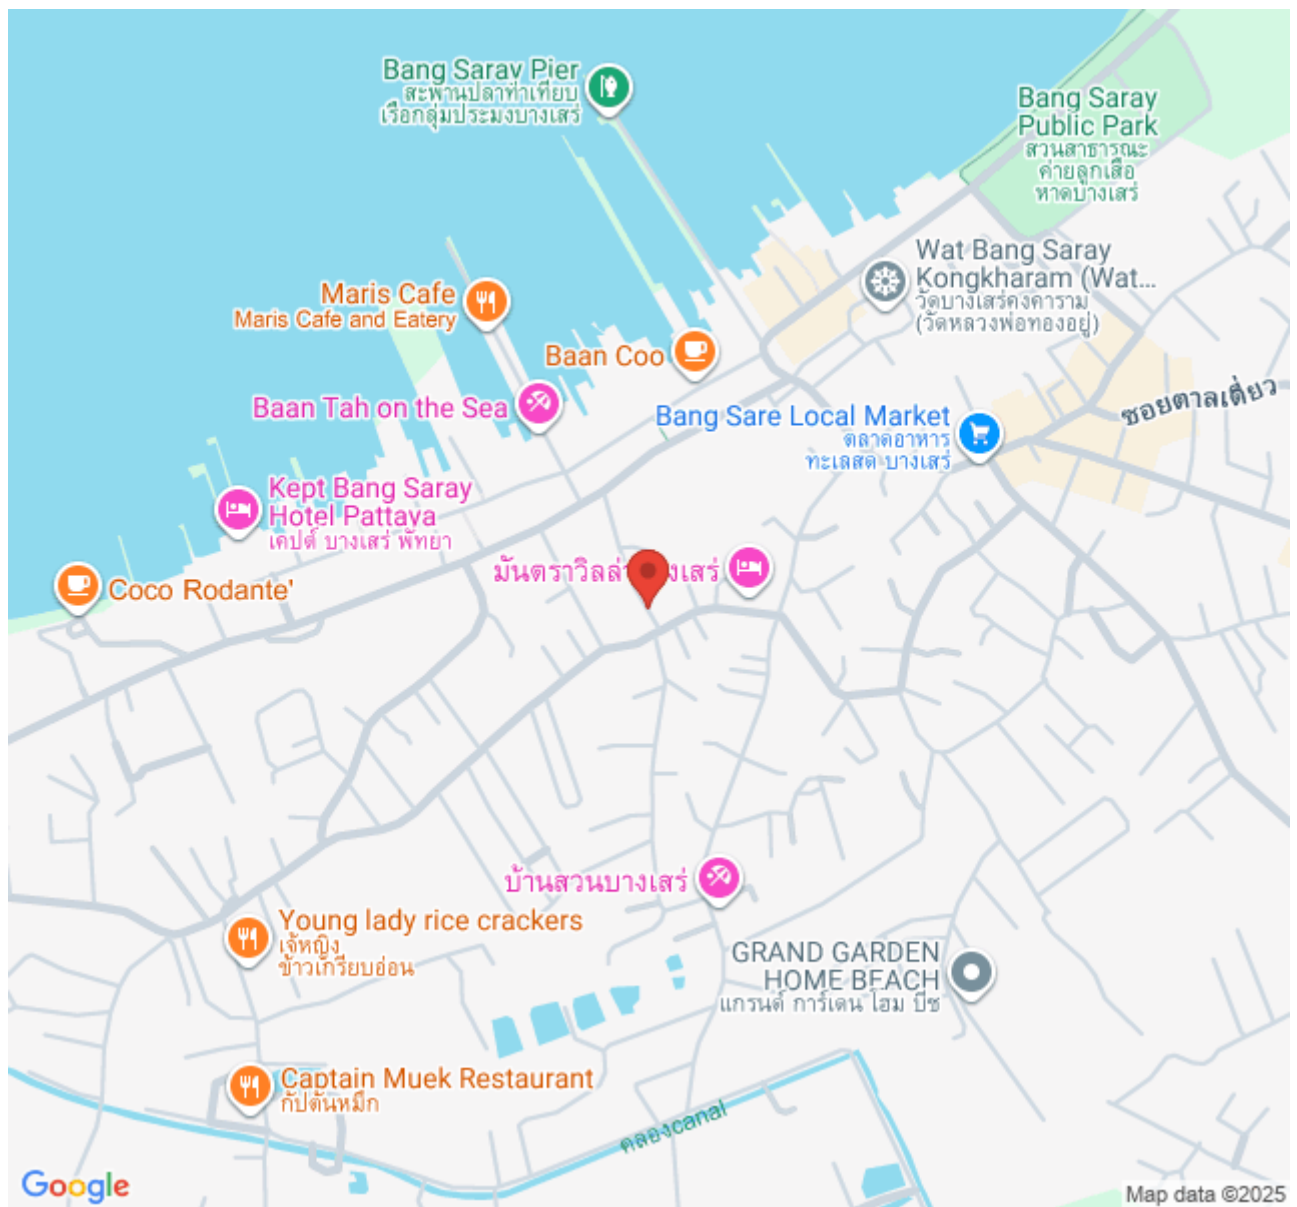 Bang Saray Pier
สะพานปลาท่าเทียบ
เรือกลุ่มประมงบางเสร่
Bang Saray
Public Park
สวนสาธารณะ
ค่ายลูกเสือ
หาดบางเสร่
Wat Bang Saray
Kongkharam (Wat...
วัดบางเสร่คงคาราม
(วัดหลวงพ่อทองอยู่)
Maris Cafe
Maris Cafe and Eatery
Baan Coo
Baan Tah on the Sea
ซอยตาลเดี่ยว
Bang Sare Local Market
ตลาดอาหาร
ทะเลสด บางเสร่
Kept Bang Saray
Hotel Pattaya
เคปต์ บางเสร่ พัทยา
Coco Rodante'
มันตราวิลล่า
บ้านสวนบางเสร่
Young lady rice crackers
เจ๊หญิง
ข้าวเกรียบอ่อน
GRAND GARDEN
HOME BEACH
แกรนด์ การ์เดน โฮม บีช
Captain Muek Restaurant
กัปตันหมึก
คลองcanal
Google
Map data ©2025